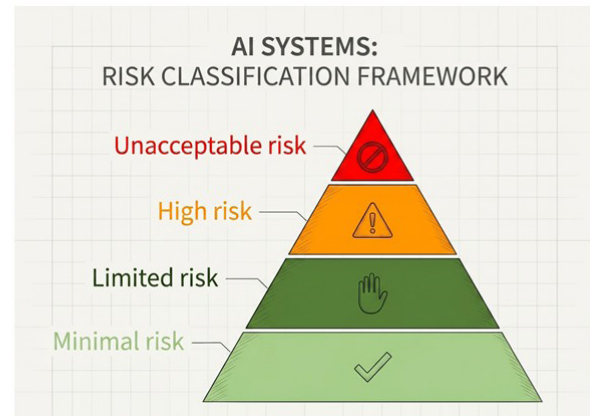 AI SYSTEMS:
RISK CLASSIFICATION FRAMEWORK
Unacceptable risk
High risk
Limited risk
Minimal risk